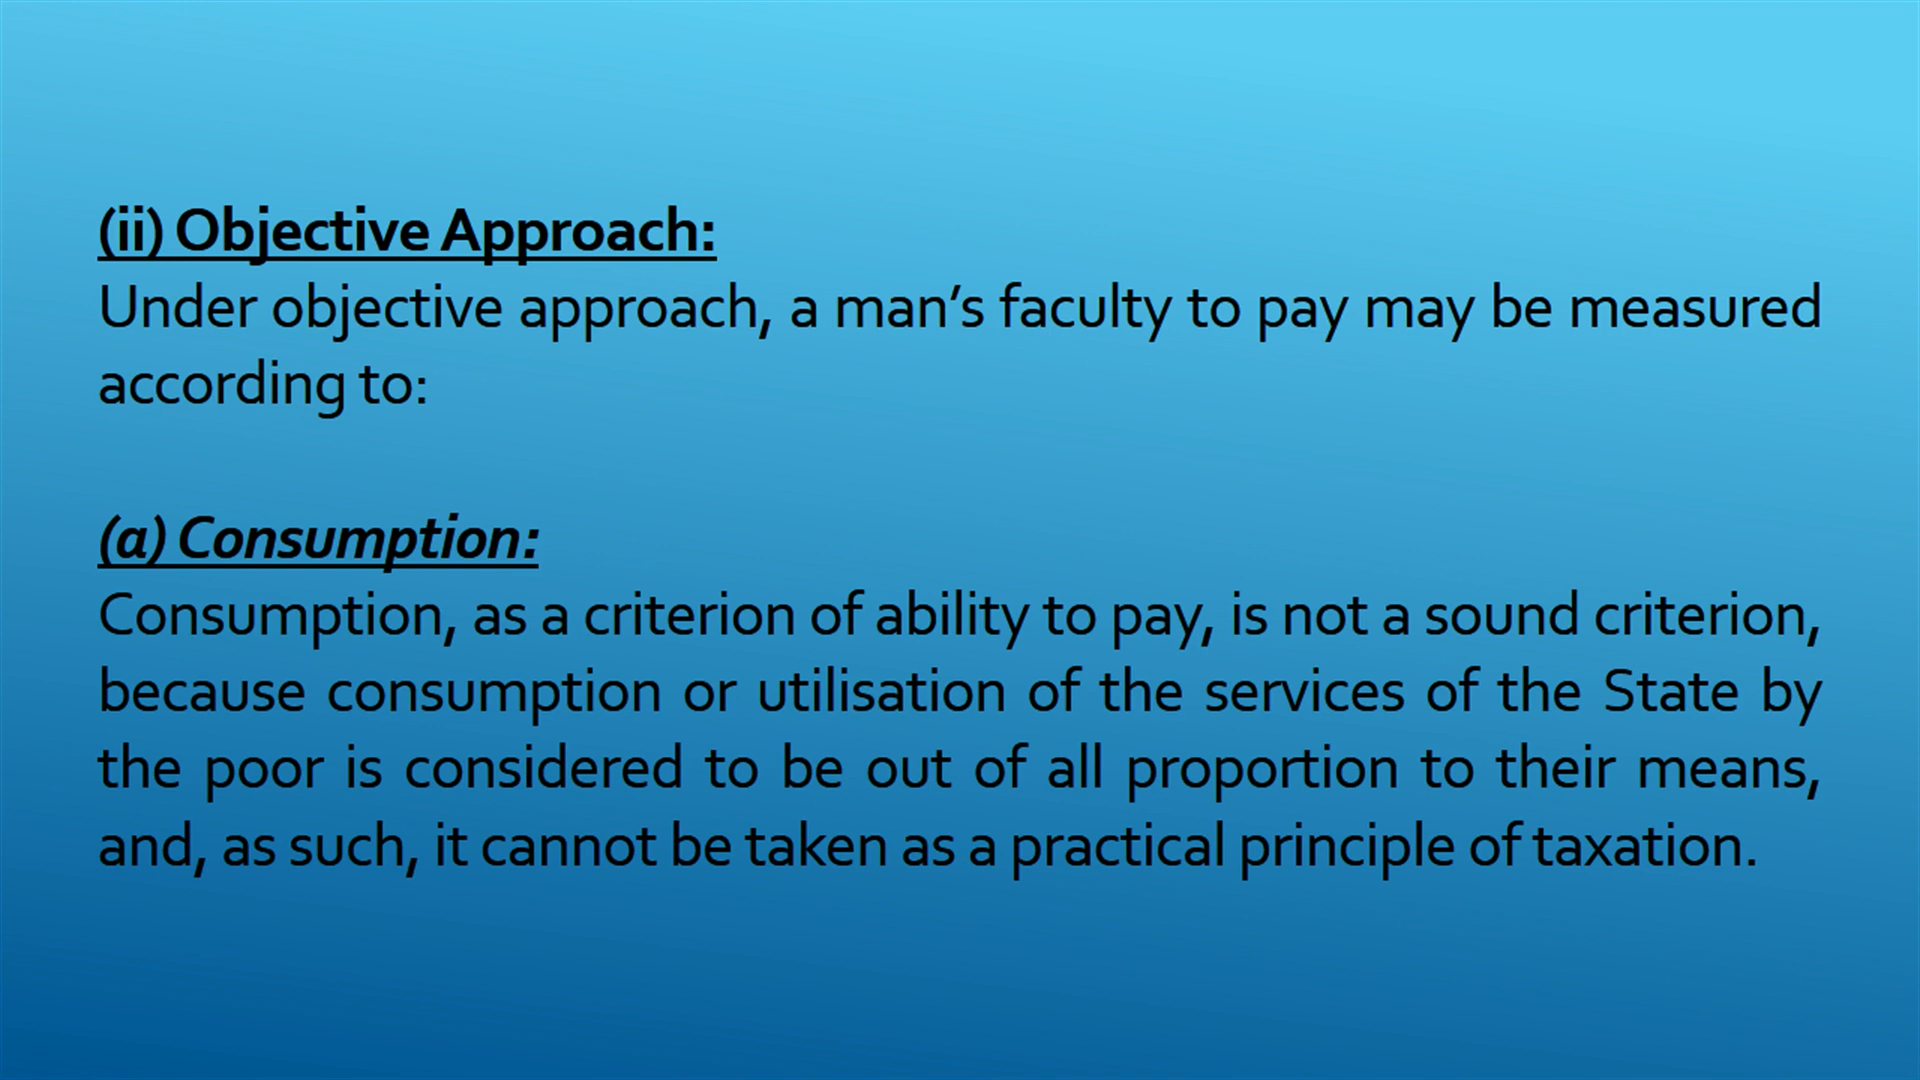 (ii) Objective Approach:
Under objective approach, a man’s faculty to pay may be measured
according to:
(a) Consumption:
Consumption, as a criterion of ability to pay, is not a sound criterion,
because consumption or utilisation of the services of the State by
the poor is considered to be out of all proportion to their means,
and, as such, it cannot be taken as a practical principle of taxation.